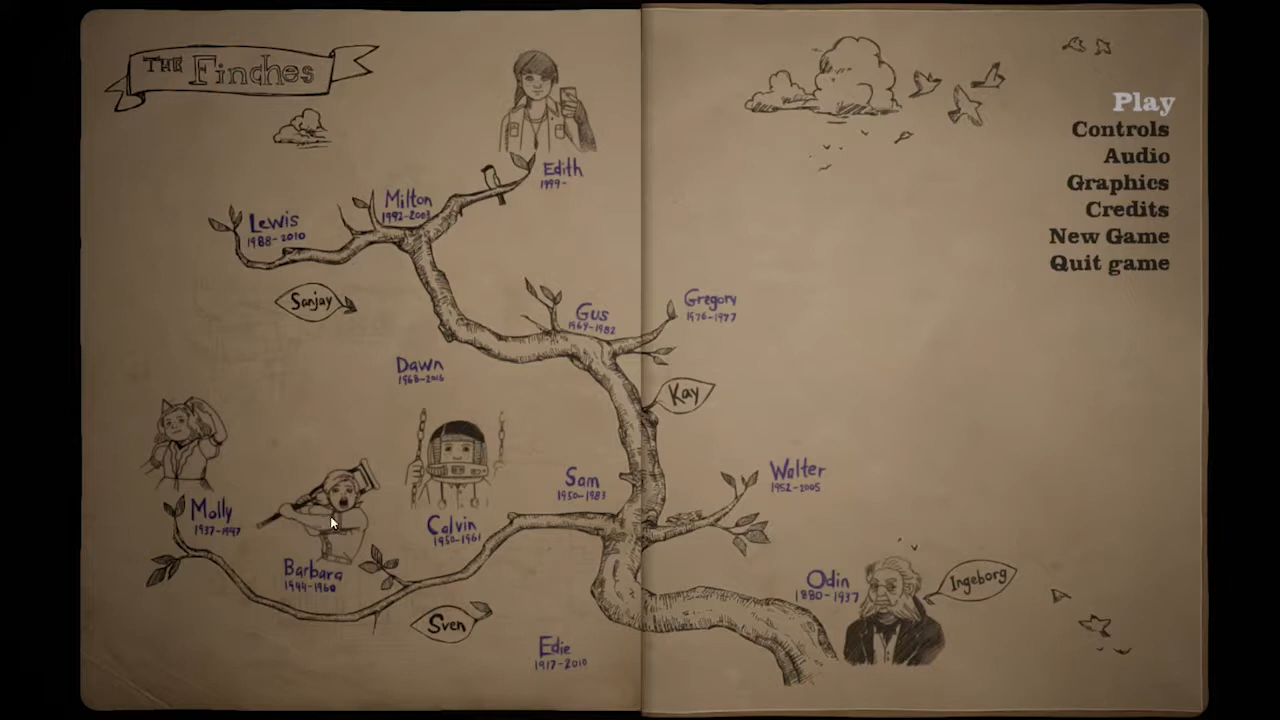 THE Finches
Edith
1999-
Milton
1992-2003
Lewis
1988-2010
Sanjay
Gus
1969-1982
Gregory
1976-1977
Dawn
1968-2016
Kay
Sam
1950-1983
Walter
1952-2005
Molly
1937-1947
Barbara
1944-1960
Calvin
1950-1961
Sven
Edie
1917-2010
Odin
1880-1937
Ingeborg
Play
Controls
Audio
Graphics
Credits
New Game
Quit game